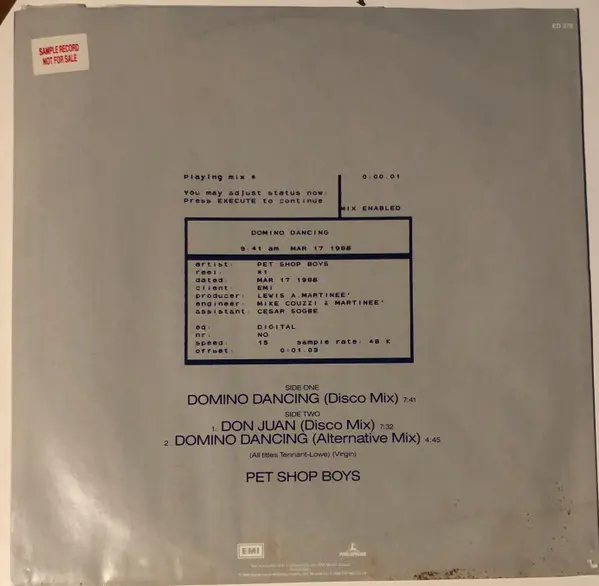 ED 376
SAMPLE RECORD
NOT FOR SALE
Playing mix *
0:00.01
You may adjust status now:
Press EXECUTE to continue
MIX ENABLED
DOMINO DANCING
9:41 am MAR 17 1988
artist: PET SHOP BOYS
reel: #1
dated: MAR 17 1988
client: EMI
producer: LEWIS A.MARTINEE'
engineer: MIKE COUZZI & MARTINEE'
assistant: CESAR SOGBE
eq: DIGITAL
nr: NO
speed: 15 sample rate: 48 K
offset: 0:01.03
SIDE ONE
DOMINO DANCING (Disco Mix) 7:41
SIDE TWO
1. DON JUAN (Disco Mix) 7:32
2. DOMINO DANCING (Alternative Mix) 4:45
(All titles Tennant-Lowe) (Virgin)
PET SHOP BOYS
EMI
PARLOPHONE